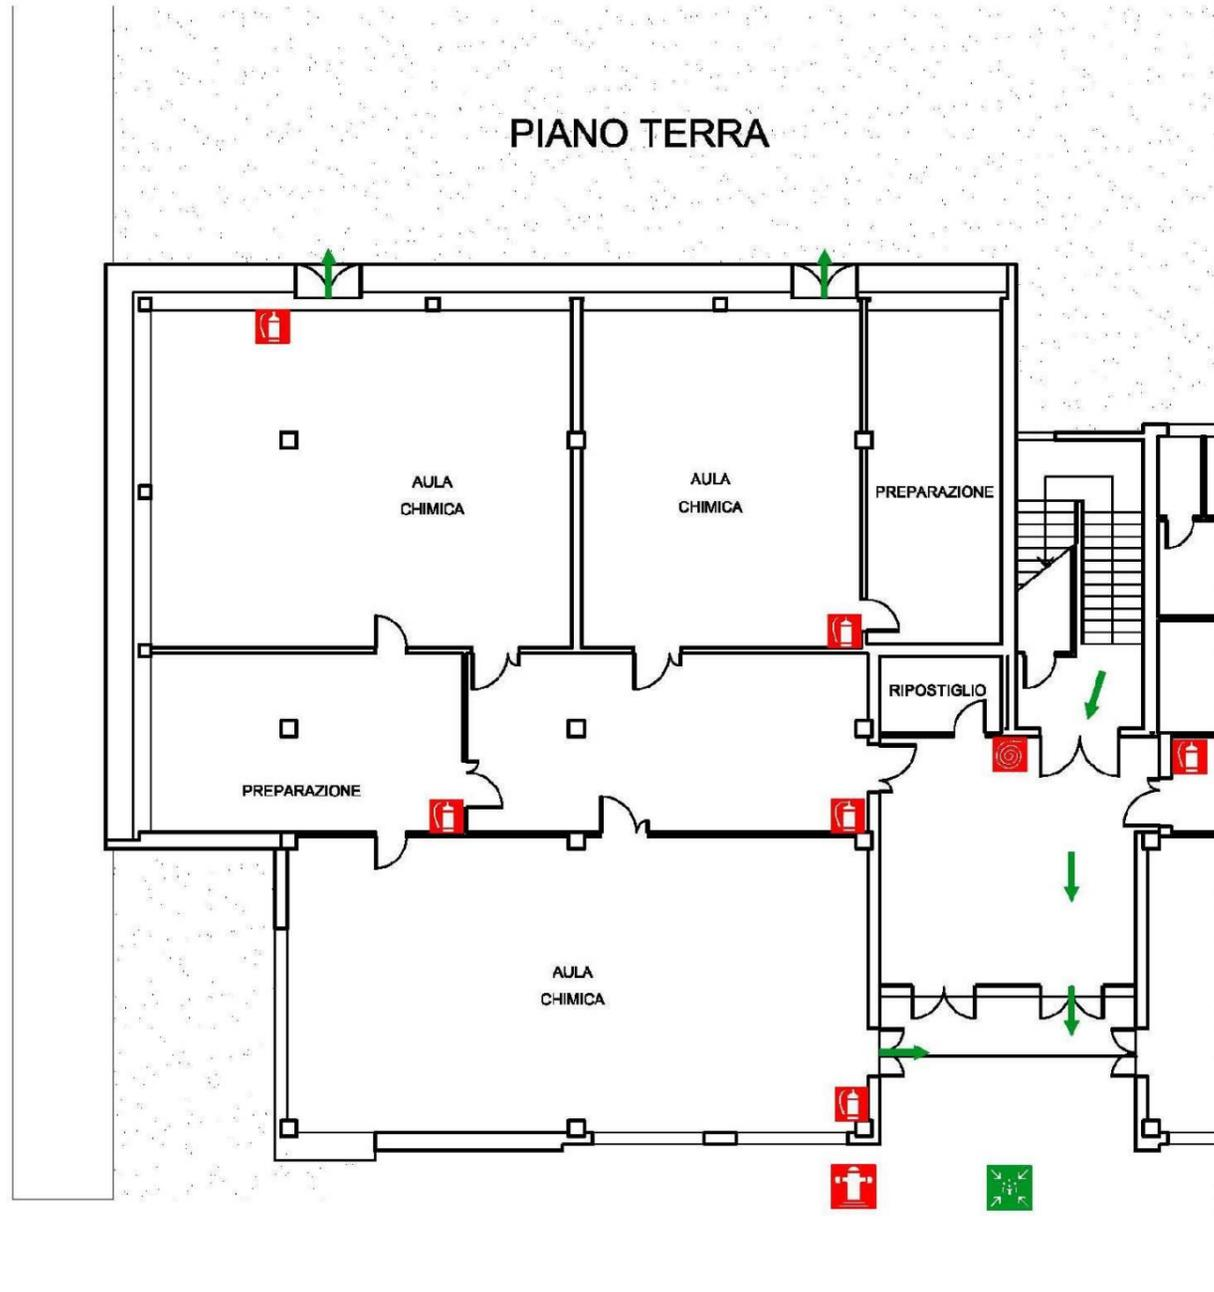 PIANO TERRA
AULA
CHIMICA
AULA
CHIMICA
PREPARAZIONE
RIPOSTIGLIO
PREPARAZIONE
AULA
CHIMICA